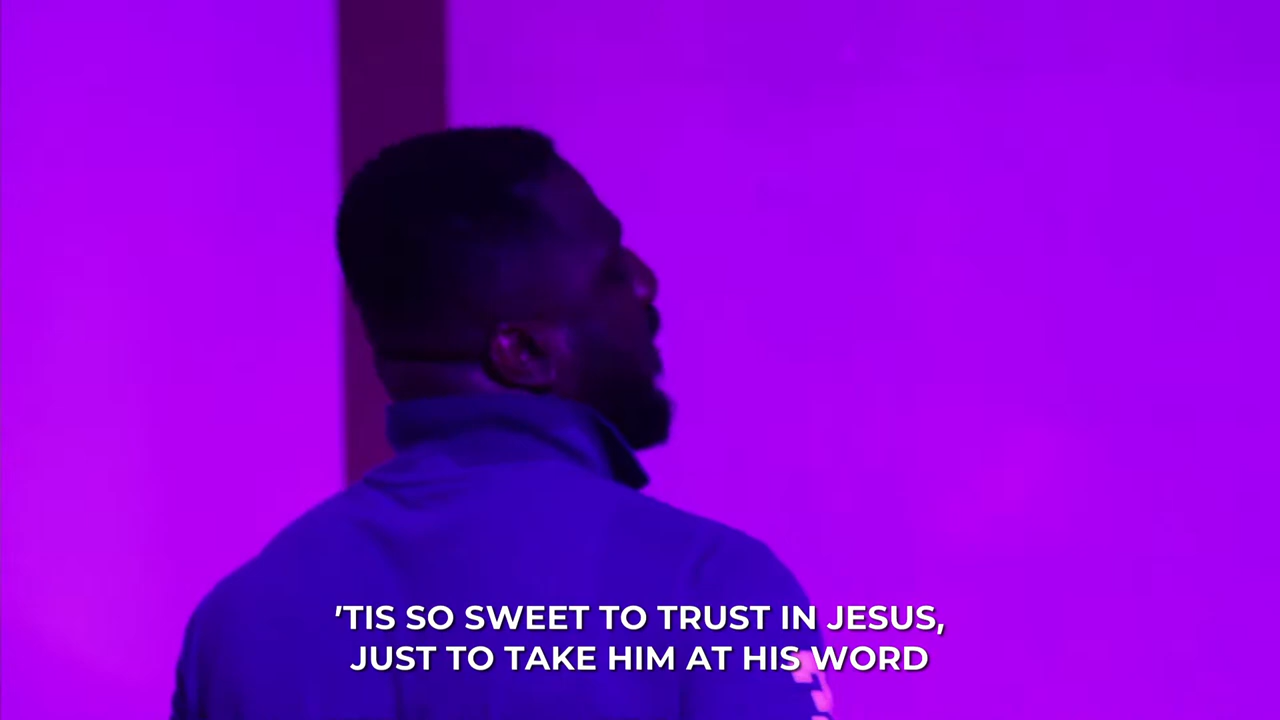 ’TIS SO SWEET TO TRUST IN JESUS,
JUST TO TAKE HIM AT HIS WORD